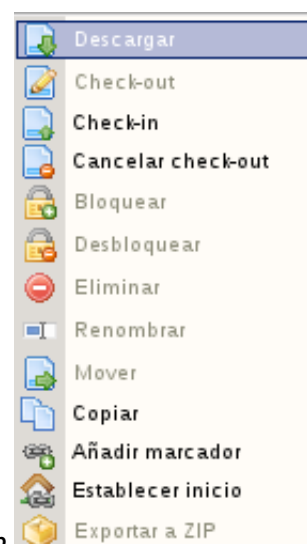 Descargar
Check-out
Check-in
Cancelar check-out
Bloquear
Desbloquear
Eliminar
Renombrar
Mover
Copiar
Añadir marcador
Establecer inicio
Exportar a ZIP